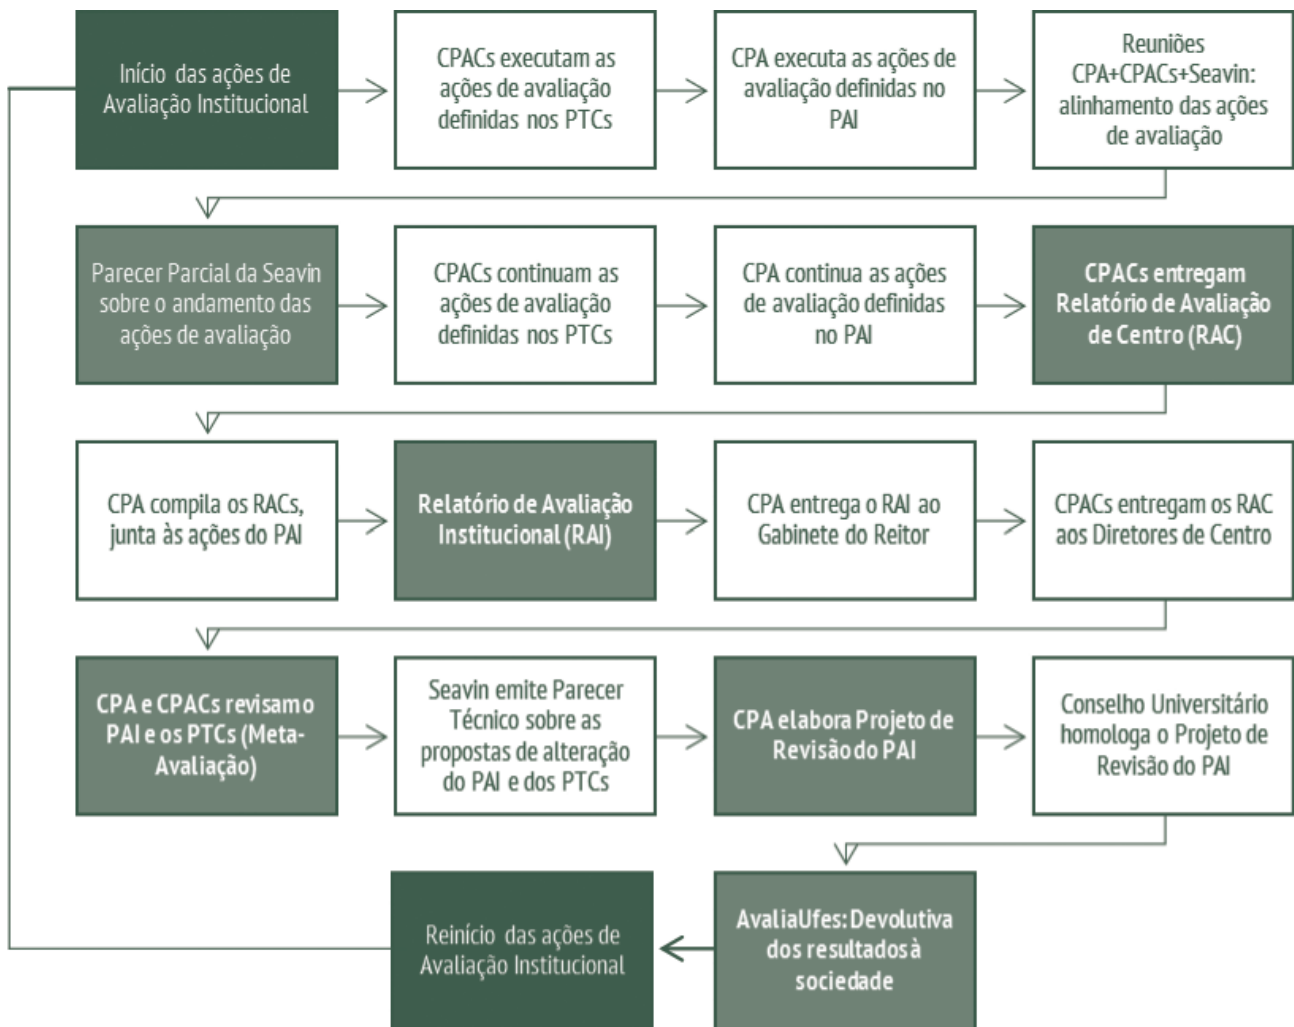 Início das ações de
Avaliação Institucional
CPACs executam as
ações de avaliação
definidas nos PTCs
CPA executa as ações de
avaliação definidas no
PAI
Reuniões
CPA+CPACs+Seavin:
alinhamento das ações
de avaliação
Parecer Parcial da Seavin
sobre o andamento das
ações de avaliação
CPACs continuam as
ações de avaliação
definidas nos PTCs
CPA continua as ações
de avaliação definidas
no PAI
CPACs entregam
Relatório de Avaliação
de Centro (RAC)
CPA compila os RACs,
junta às ações do PAI
Relatório de Avaliação
Institucional (RAI)
CPA entrega o RAI ao
Gabinete do Reitor
CPACs entregam os RAC
aos Diretores de Centro
CPA e CPACs revisam o
PAI e os PTCs (Meta-
Avaliação)
Seavin emite Parecer
Técnico sobre as
propostas de alteração
do PAI e dos PTCs
CPA elabora Projeto de
Revisão do PAI
Conselho Universitário
homologa o Projeto de
Revisão do PAI
Reinício das ações de
Avaliação Institucional
AvaliaUfes: Devolutiva
dos resultados à
sociedade